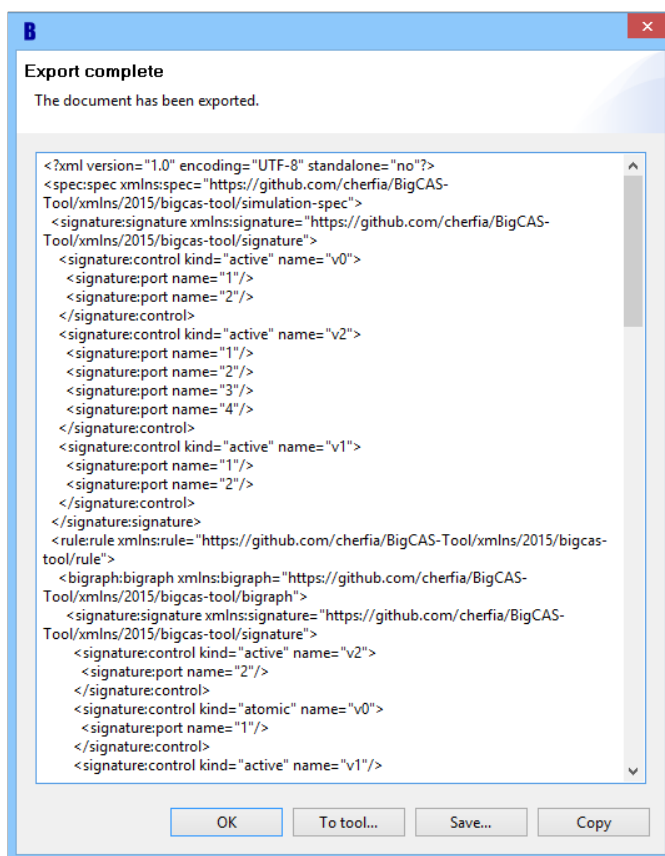 B
Export complete
The document has been exported.
<?xml version="1.0" encoding="UTF-8" standalone="no"?>
<spec:spec xmlns:spec="https://github.com/cherfia/BigCAS-
Tool/xmlns/2015/bigcas-tool/simulation-spec">
<signature:signature xmlns:signature="https://github.com/cherfia/BigCAS-
Tool/xmlns/2015/bigcas-tool/signature">
<signature:control kind="active" name="v0">
<signature:port name="1"/>
<signature:port name="2"/>
</signature:control>
<signature:control kind="active" name="v2">
<signature:port name="1"/>
<signature:port name="2"/>
<signature:port name="3"/>
<signature:port name="4"/>
</signature:control>
<signature:control kind="active" name="v1">
<signature:port name="1"/>
<signature:port name="2"/>
</signature:control>
</signature:signature>
<rule:rule xmlns:rule="https://github.com/cherfia/BigCAS-Tool/xmlns/2015/bigcas-
tool/rule">
<bigraph:bigraph xmlns:bigraph="https://github.com/cherfia/BigCAS-
Tool/xmlns/2015/bigcas-tool/bigraph">
<signature:signature xmlns:signature="https://github.com/cherfia/BigCAS-
Tool/xmlns/2015/bigcas-tool/signature">
<signature:control kind="active" name="v2">
<signature:port name="2"/>
</signature:control>
<signature:control kind="atomic" name="v0">
<signature:port name="1"/>
</signature:control>
<signature:control kind="active" name="v1"/>
OK To tool... Save... Copy